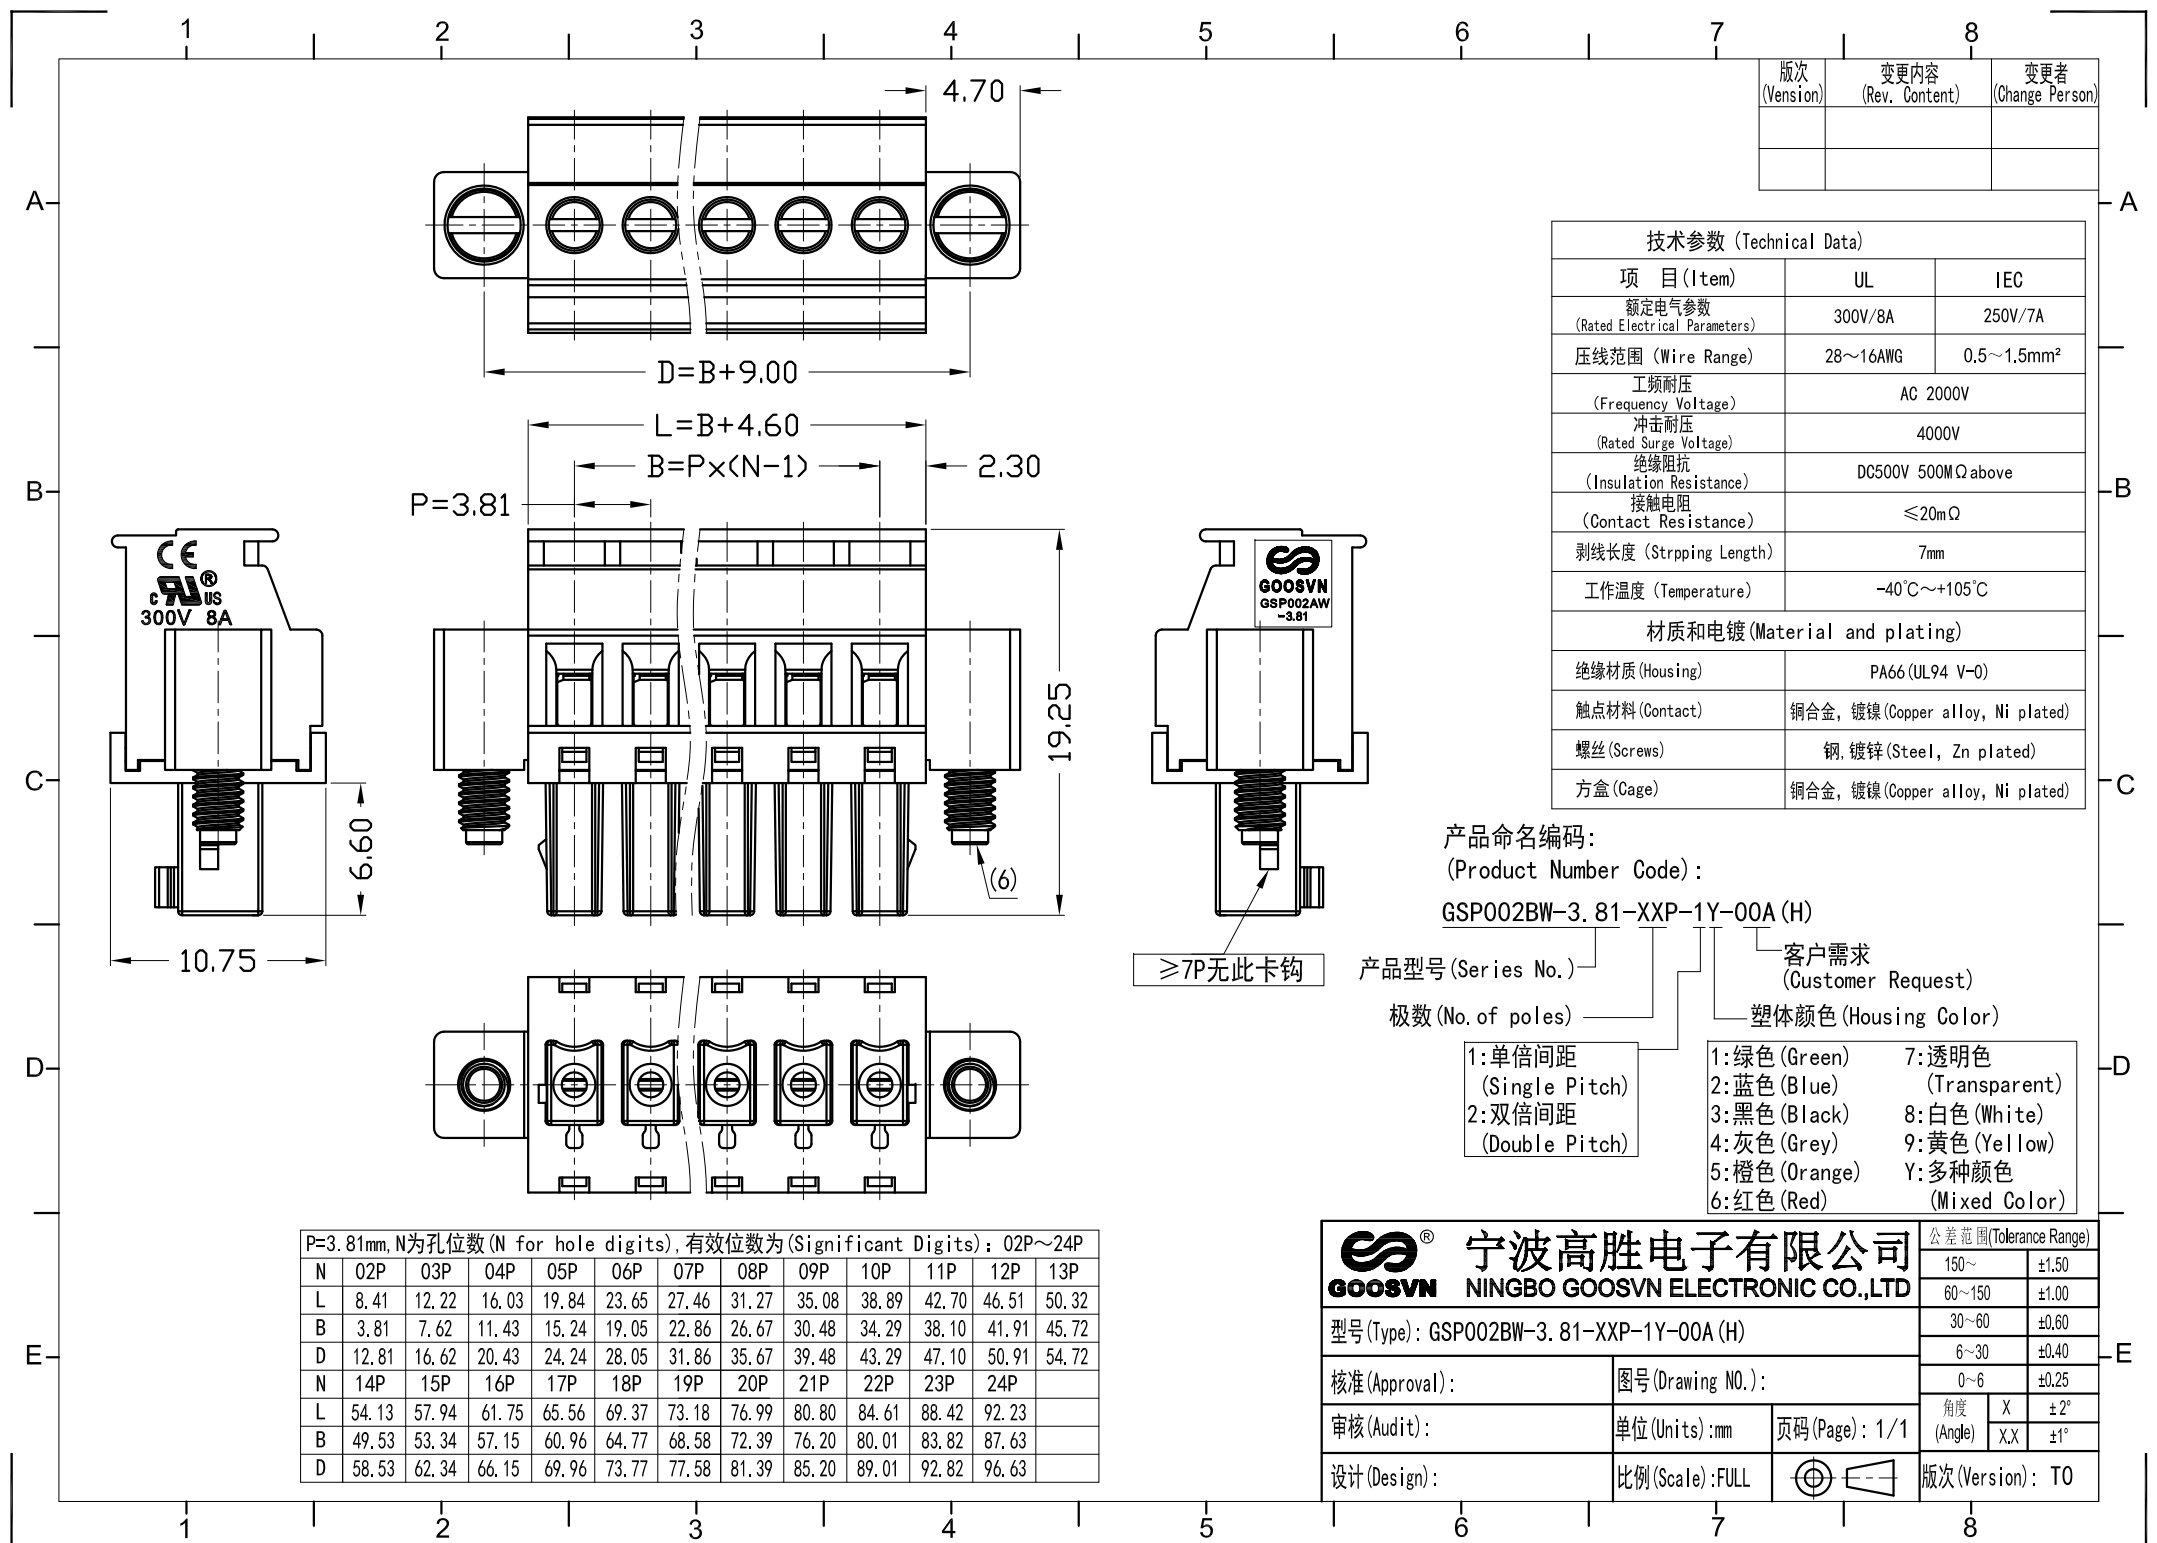 1 2 3 4 5 6 7 8
A
B
C
D
E
A
B
C
D
E
版次 变更内容 变更者
(Vension) (Rev. Content) (Change Person)
4.70
D=B+9.00
L=B+4.60
B=P×(N-1)
2.30
P=3.81
19.25
(6)
CE
c US ®
300V 8A
6.60
10.75
GOOSVN
GSP002AW
-3.81
≥7P无此卡钩
技术参数 (Technical Data)
项 目(Item) UL IEC
额定电气参数
(Rated Electrical Parameters) 300V/8A 250V/7A
压线范围 (Wire Range) 28~16AWG 0.5~1.5mm²
工频耐压
(Frequency Voltage) AC 2000V
冲击耐压
(Rated Surge Voltage) 4000V
绝缘阻抗
(Insulation Resistance) DC500V 500MΩabove
接触电阻
(Contact Resistance) ≤20mΩ
剥线长度 (Strpping Length) 7mm
工作温度 (Temperature) -40℃~+105℃
材质和电镀(Material and plating)
绝缘材质(Housing) PA66(UL94 V-0)
触点材料(Contact) 铜合金, 镀镍(Copper alloy, Ni plated)
螺丝(Screws) 钢, 镀锌(Steel, Zn plated)
方盒(Cage) 铜合金, 镀镍(Copper alloy, Ni plated)
产品命名编码:
(Product Number Code):
GSP002BW-3.81-XXP-1Y-00A(H)
客户需求
(Customer Request)
产品型号(Series No.)
极数(No.of poles)
塑体颜色(Housing Color)
1:单倍间距
(Single Pitch)
2:双倍间距
(Double Pitch)
1:绿色(Green) 7:透明色
2:蓝色(Blue) (Transparent)
3:黑色(Black) 8:白色(White)
4:灰色(Grey) 9:黄色(Yellow)
5:橙色(Orange) Y:多种颜色
6:红色(Red) (Mixed Color)
P=3.81mm, N为孔位数(N for hole digits), 有效位数为(Significant Digits): 02P~24P
N 02P 03P 04P 05P 06P 07P 08P 09P 10P 11P 12P 13P
L 8.41 12.22 16.03 19.84 23.65 27.46 31.27 35.08 38.89 42.70 46.51 50.32
B 3.81 7.62 11.43 15.24 19.05 22.86 26.67 30.48 34.29 38.10 41.91 45.72
D 12.81 16.62 20.43 24.24 28.05 31.86 35.67 39.48 43.29 47.10 50.91 54.72
N 14P 15P 16P 17P 18P 19P 20P 21P 22P 23P 24P
L 54.13 57.94 61.75 65.56 69.37 73.18 76.99 80.80 84.61 88.42 92.23
B 49.53 53.34 57.15 60.96 64.77 68.58 72.39 76.20 80.01 83.82 87.63
D 58.53 62.34 66.15 69.96 73.77 77.58 81.39 85.20 89.01 92.82 96.63
GOOSVN ®
宁波高胜电子有限公司
NINGBO GOOSVN ELECTRONIC CO.,LTD
型号(Type): GSP002BW-3.81-XXP-1Y-00A(H)
核准(Approval): 图号(Drawing NO.):
审核(Audit): 单位(Units):mm 页码(Page): 1/1
设计(Design): 比例(Scale):FULL
公差范围(Tolerance Range)
150~ ±1.50
60~150 ±1.00
30~60 ±0.60
6~30 ±0.40
0~6 ±0.25
角度 X ±2°
(Angle) X.X ±1°
版次(Version): T0
1 2 3 4 5 6 7 8